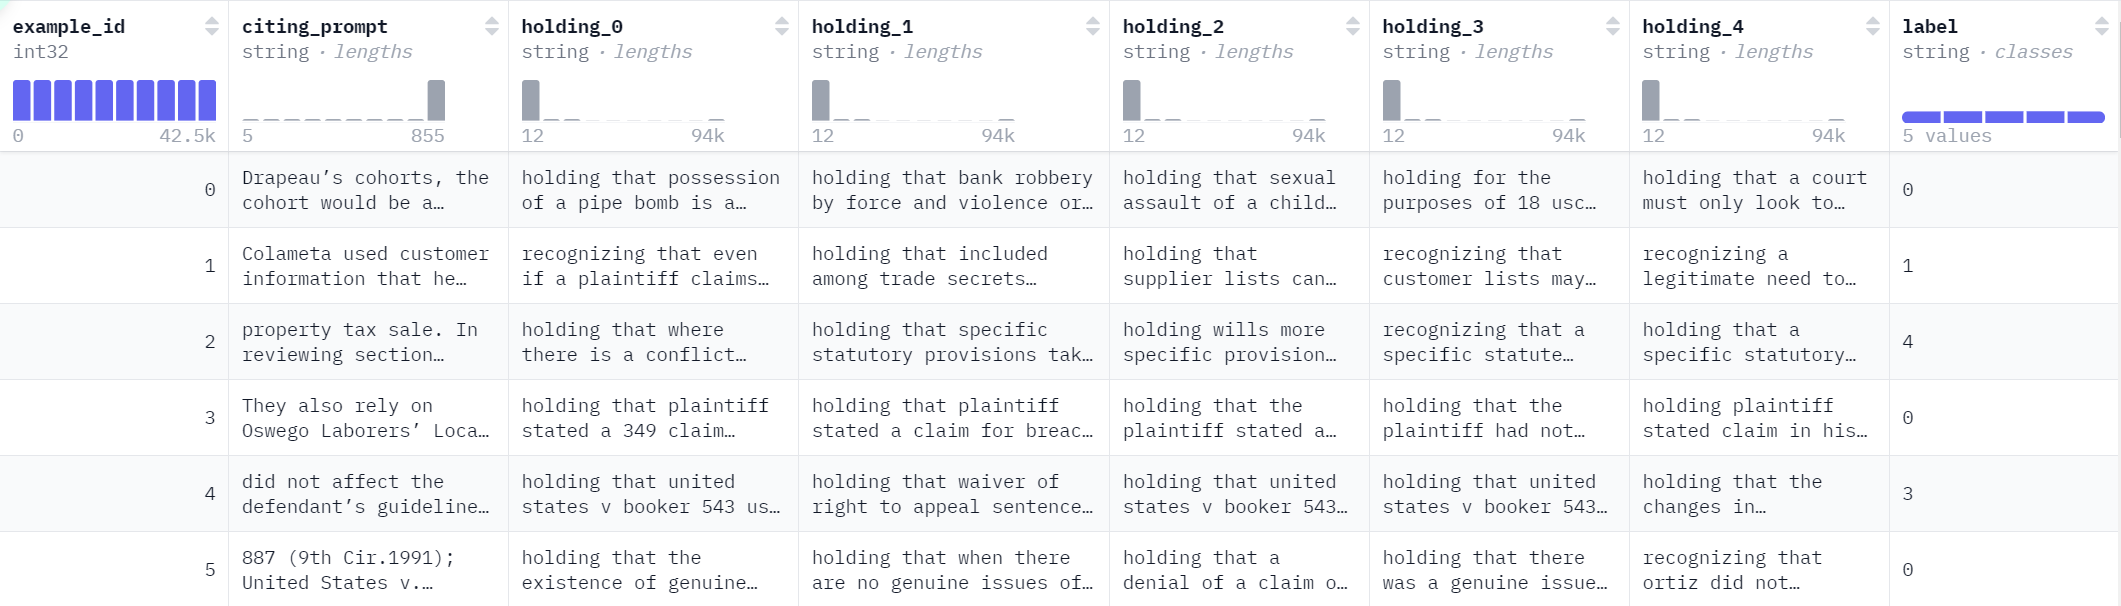 example_id citing_prompt holding_0 holding_1 holding_2 holding_3 holding_4 label
int32 string · lengths string · lengths string · lengths string · lengths string · lengths string · lengths string · classes
0 42.5k 5 855 12 94k 12 94k 12 94k 12 94k 12 94k 5 values
0 Drapeau’s cohorts, the holding that possession holding that bank robbery holding that sexual holding for the holding that a court 0
cohort would be a… of a pipe bomb is a… by force and violence or… assault of a child… purposes of 18 usc… must only look to…
1 Colameta used customer recognizing that even holding that included holding that recognizing that recognizing a 1
information that he… if a plaintiff claims… among trade secrets… supplier lists can… customer lists may… legitimate need to…
2 property tax sale. In holding that where holding that specific holding wills more recognizing that a holding that a 4
reviewing section… there is a conflict… statutory provisions tak… specific provision… specific statute… specific statutory…
3 They also rely on holding that plaintiff holding that plaintiff holding that the holding that the holding plaintiff 0
Oswego Laborers’ Loca… stated a 349 claim… stated a claim for breac… plaintiff stated a… plaintiff had not… stated claim in his…
4 did not affect the holding that united holding that waiver of holding that united holding that united holding that the 3
defendant’s guideline… states v booker 543 us… right to appeal sentence… states v booker 543… states v booker 543… changes in…
5 887 (9th Cir.1991); holding that the holding that when there holding that a holding that there recognizing that 0
United States v.… existence of genuine… are no genuine issues of… denial of a claim o… was a genuine issue… ortiz did not…